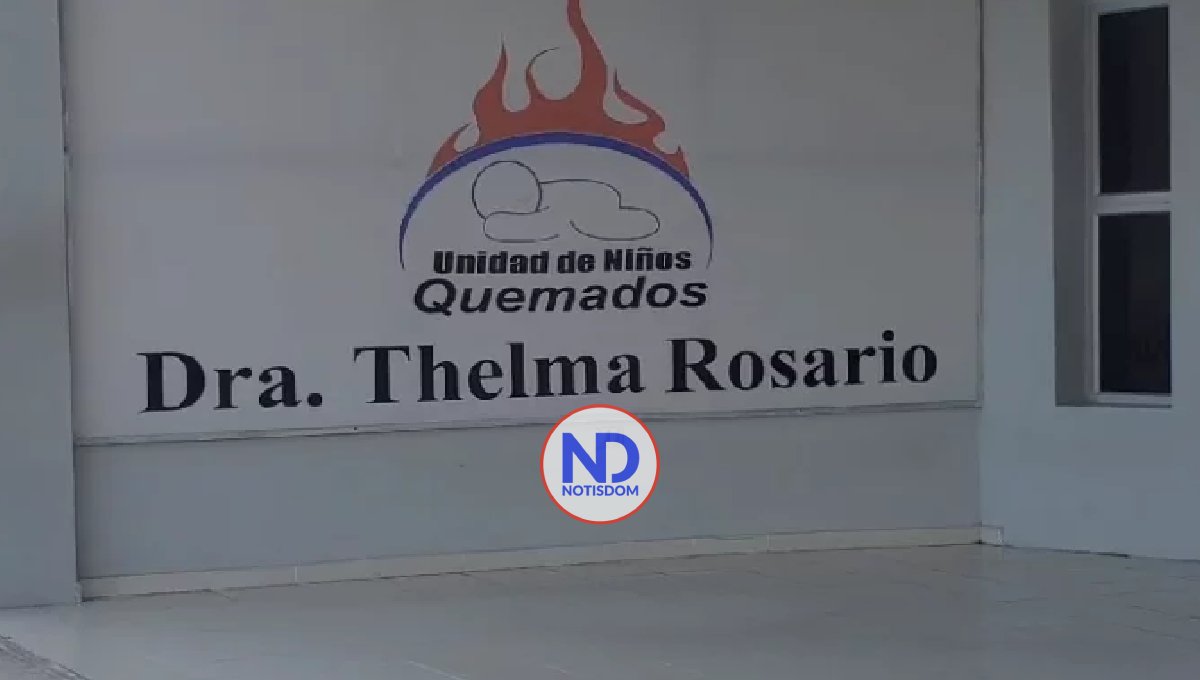 Unidad de Niños
Quemados
Dra. Thelma Rosario
ND
NOTISDOM